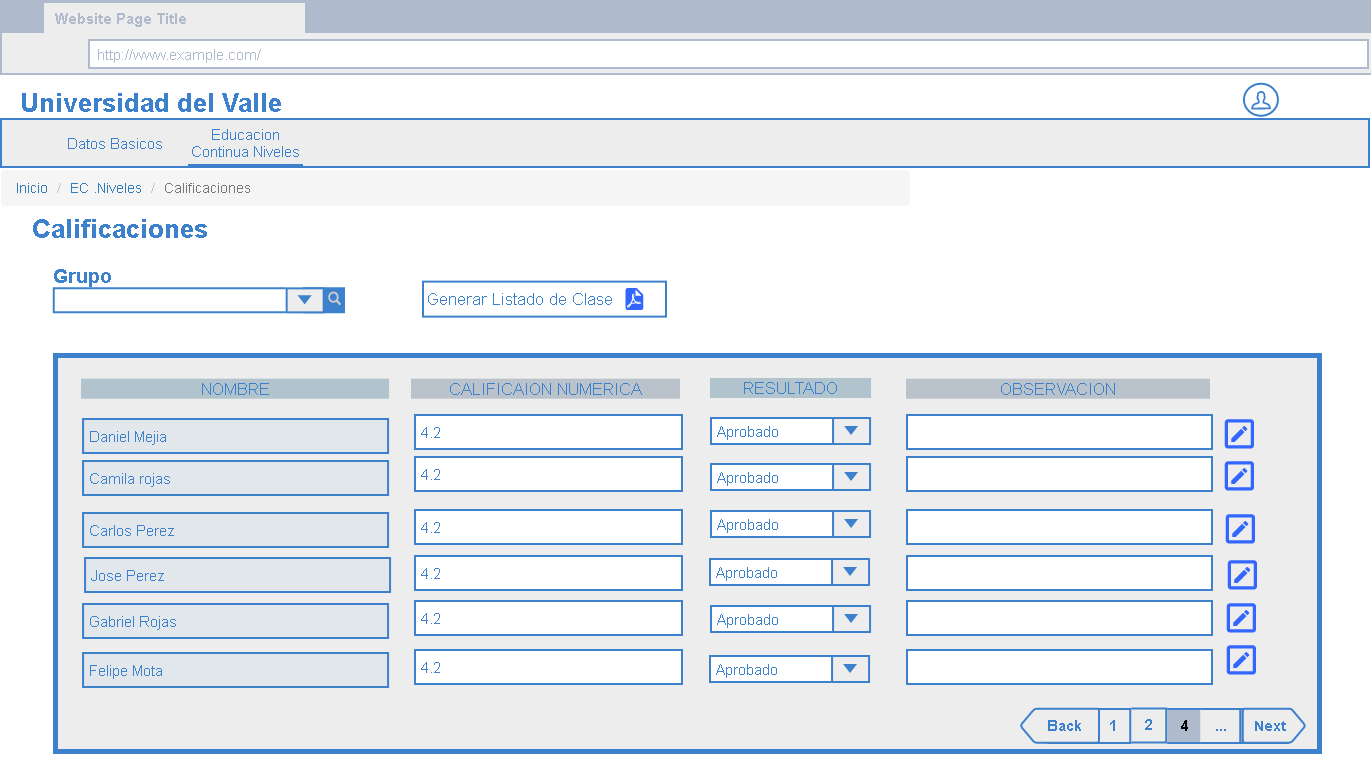 Website Page Title
http://www.example.com/
Universidad del Valle
Datos Basicos
Educacion
Continua Niveles
Inicio / EC .Niveles / Calificaciones
Calificaciones
Grupo
Generar Listado de Clase
NOMBRE CALIFICAION NUMERICA RESULTADO OBSERVACION
Daniel Mejia 4.2 Aprobado
Camila rojas 4.2 Aprobado
Carlos Perez 4.2 Aprobado
Jose Perez 4.2 Aprobado
Gabriel Rojas 4.2 Aprobado
Felipe Mota 4.2 Aprobado
Back 1 2 4 ... Next